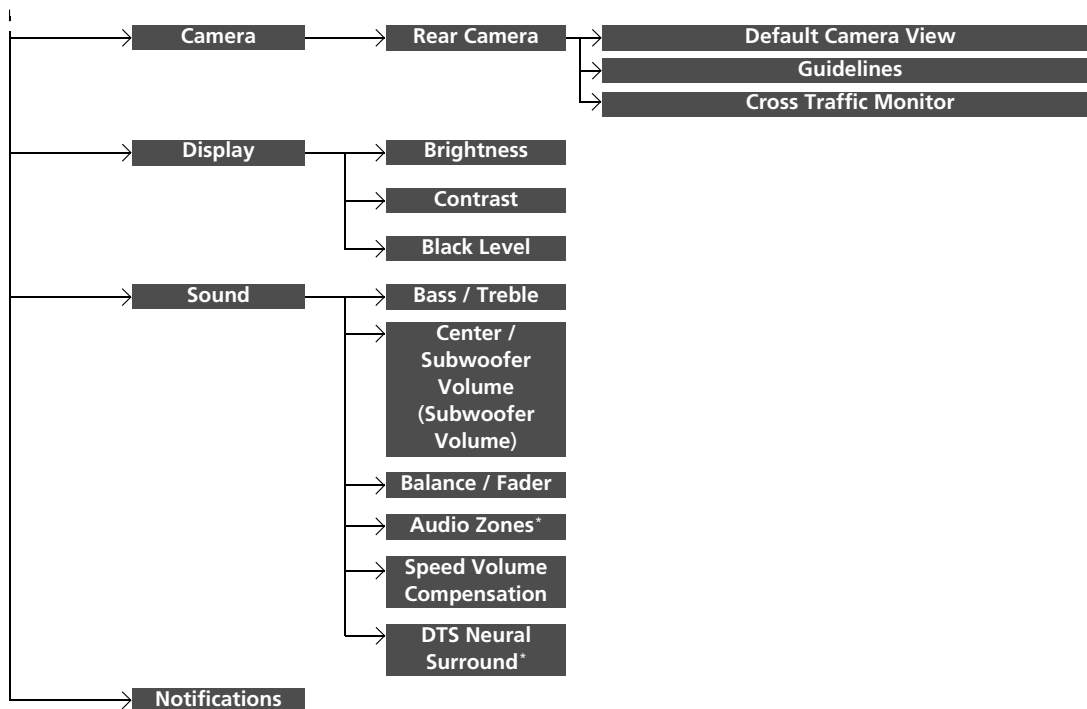 Camera
Rear Camera
Default Camera View
Guidelines
Cross Traffic Monitor
Display
Brightness
Contrast
Black Level
Sound
Bass / Treble
Center /
Subwoofer
Volume
(Subwoofer
Volume)
Balance / Fader
Audio Zones*
Speed Volume
Compensation
DTS Neural
Surround*
Notifications